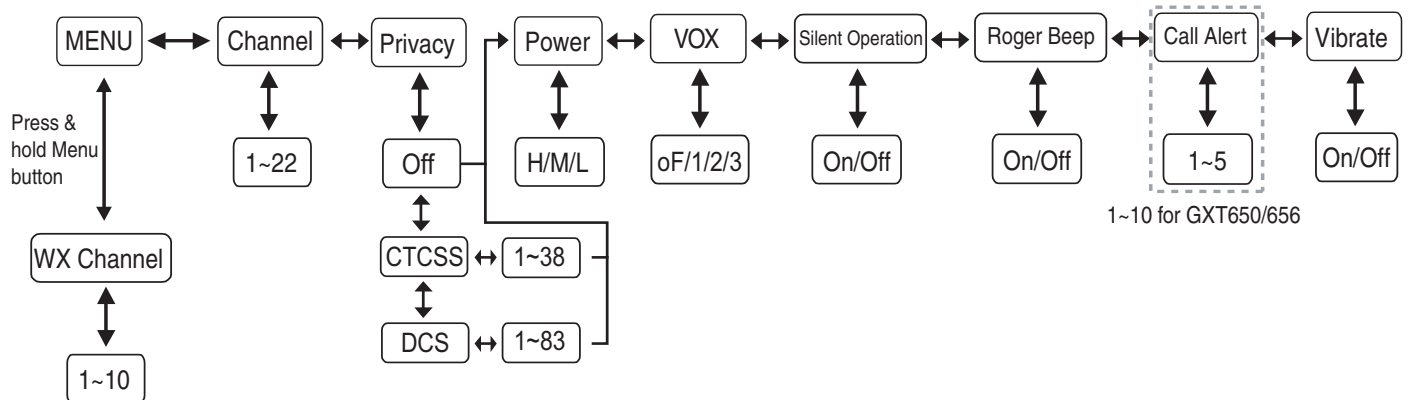 MENU
Channel
Privacy
Power
VOX
Silent Operation
Roger Beep
Call Alert
Vibrate
Press &
hold Menu
button
1~22
Off
H/M/L
oF/1/2/3
On/Off
On/Off
1~5
On/Off
1~10 for GXT650/656
WX Channel
CTCSS
1~38
DCS
1~83
1~10